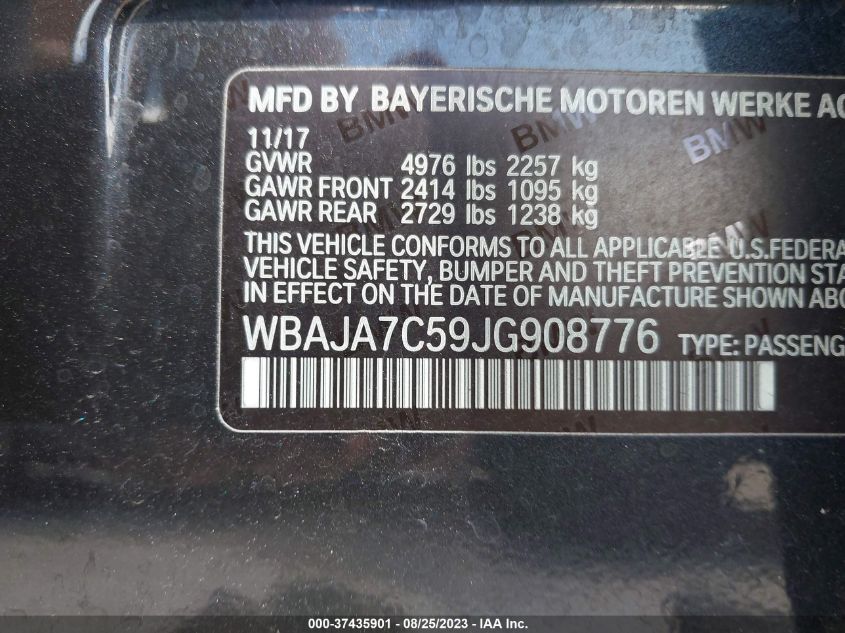 MFD BY BAYERISCHE MOTOREN WERKE AG
11/17
GVWR 4976 lbs 2257 kg
GAWR FRONT 2414 lbs 1095 kg
GAWR REAR 2729 lbs 1238 kg
THIS VEHICLE CONFORMS TO ALL APPLICABLE U.S.FEDERA
VEHICLE SAFETY, BUMPER AND THEFT PREVENTION STA
IN EFFECT ON THE DATE OF MANUFACTURE SHOWN ABO
WBAJA7C59JG908776 TYPE: PASSENG
BMW BMW BMW
000-37435901 - 08/25/2023 - © IAA, Inc.